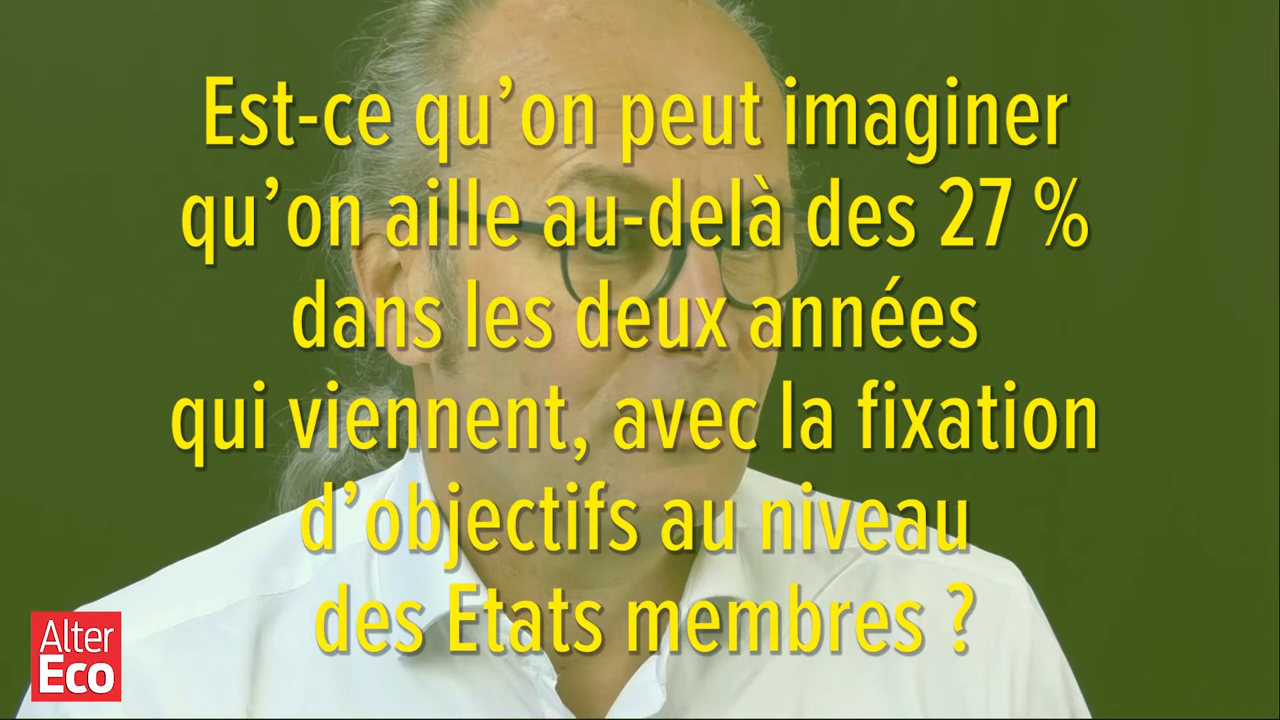 Est-ce qu’on peut imaginer
qu’on aille au-delà des 27 %
dans les deux années
qui viennent, avec la fixation
d’objectifs au niveau
des Etats membres ?
Alter
Eco